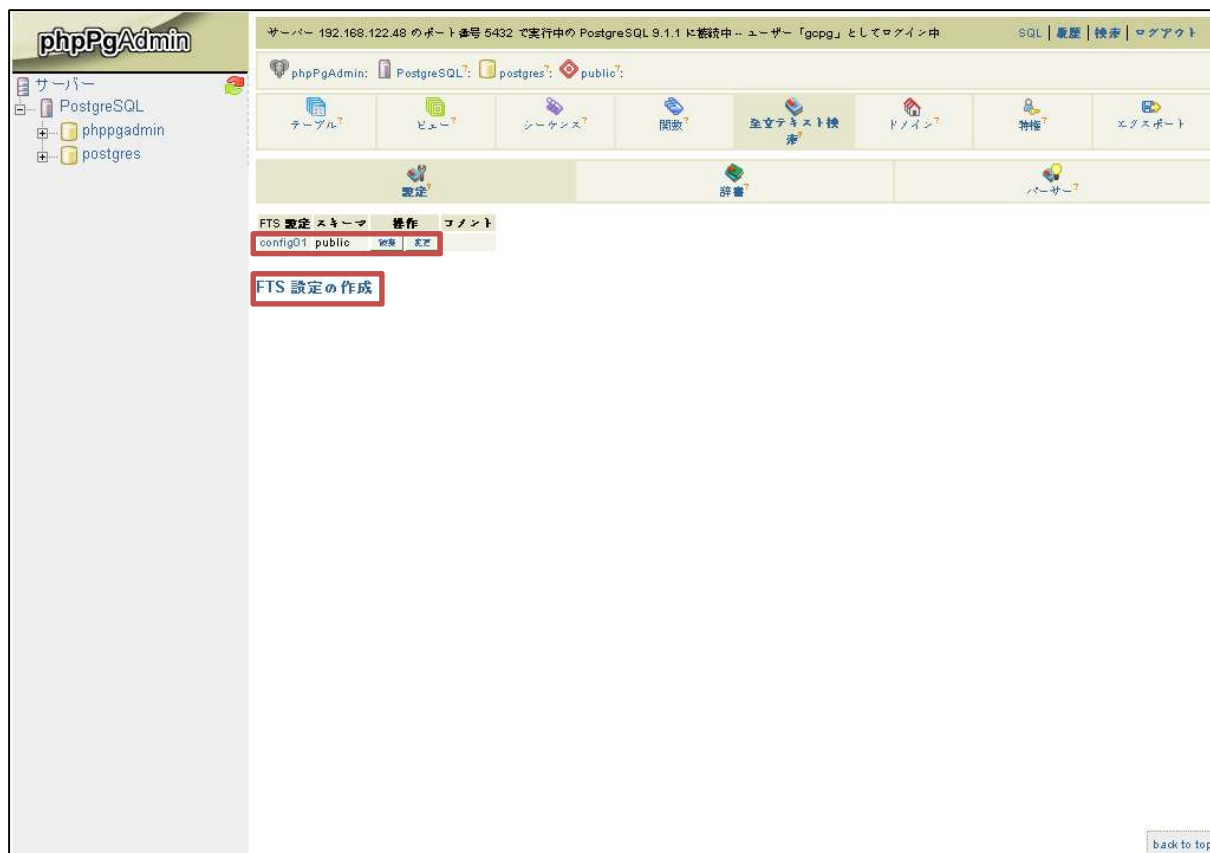 phpPgAdmin
サーバー 192.168.122.48 のポート番号 5432 で実行中の PostgreSQL 9.1.1 に接続中 -- ユーザー「gcpg」としてログイン中
SQL | 履歴 | 検索 | ログアウト
phpPgAdmin: PostgreSQL?: postgres?: public?:
サーバー
PostgreSQL
phppgadmin
postgres
テーブル? ビュー? シーケンス? 関数? 全文テキスト検索? ドメイン? 特権? エクスポート
設定? 辞書? パーサー?
FTS 設定 スキーマ 操作 コメント
config01 public 破棄 変更
FTS 設定の作成
back to top